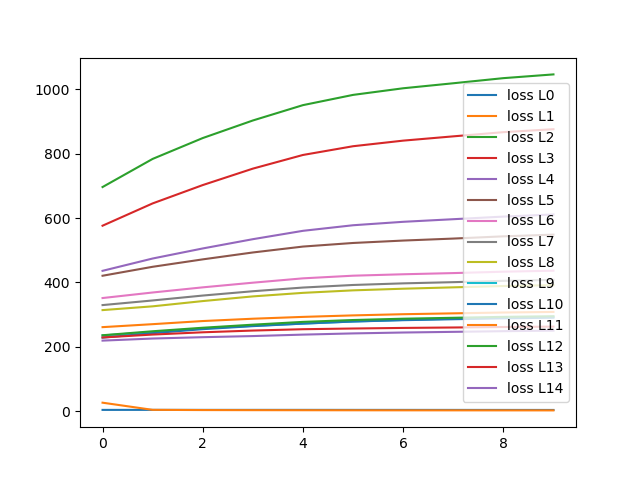 1000
800
600
400
200
0
0
2
4
6
8
loss L0
loss L1
loss L2
loss L3
loss L4
loss L5
loss L6
loss L7
loss L8
loss L9
loss L10
loss L11
loss L12
loss L13
loss L14